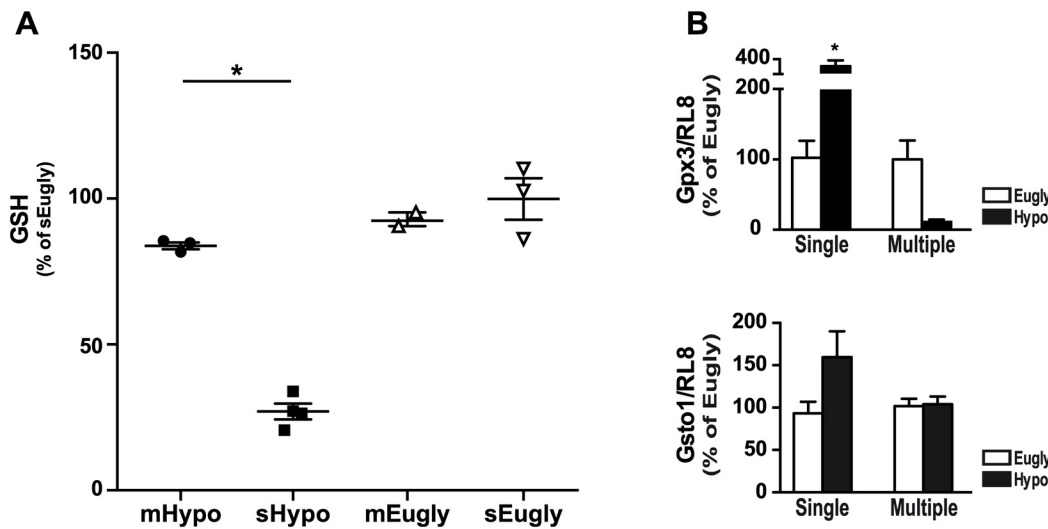 A
GSH
(% of sEugly)
150
100
50
0
*
mHypo sHypo mEugly sEugly
B
Gpx3/RL8
(% of Eugly)
400
200
100
0
*
Single Multiple
Eugly
Hypo
Gsto1/RL8
(% of Eugly)
200
150
100
50
0
Single Multiple
Eugly
Hypo